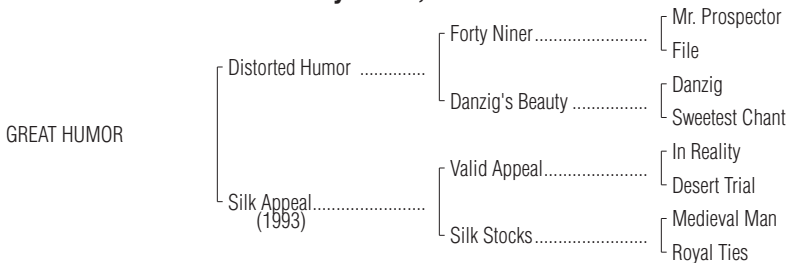 Mr. Prospector
Forty Niner
File
Distorted Humor
Danzig
Danzig's Beauty
Sweetest Chant
GREAT HUMOR
In Reality
Valid Appeal
Desert Trial
Silk Appeal
(1993)
Medieval Man
Silk Stocks
Royal Ties